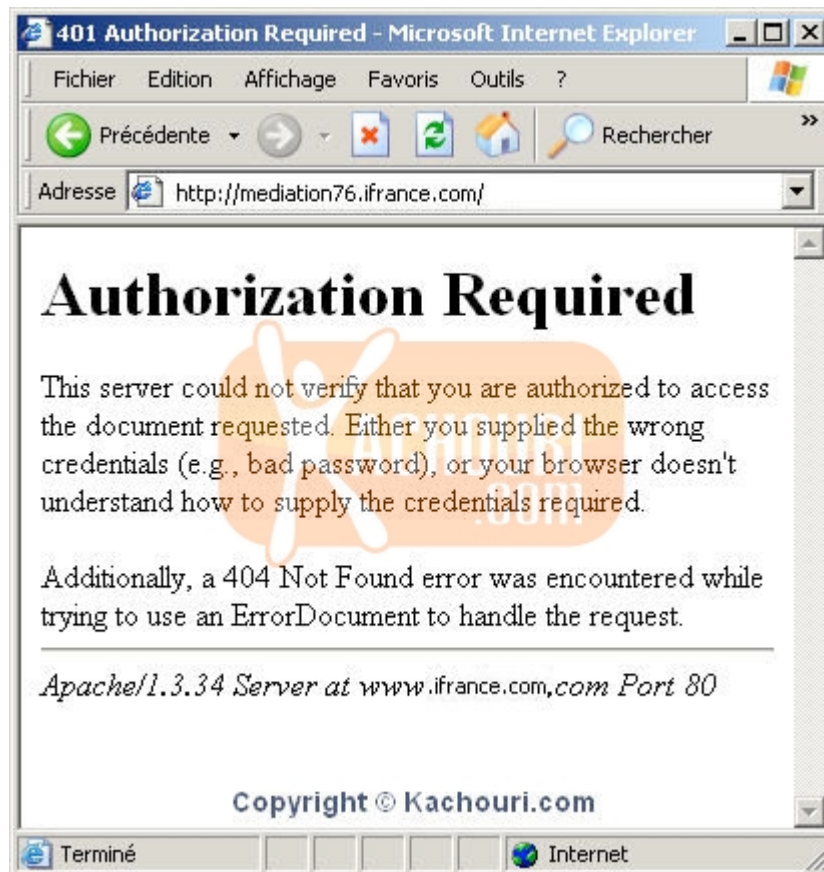 401 Authorization Required - Microsoft Internet Explorer
Fichier Edition Affichage Favoris Outils ?
Précédente Rechercher »
Adresse http://mediation76.ifrance.com/
Authorization Required
This server could not verify that you are authorized to access
the document requested. Either you supplied the wrong
credentials (e.g., bad password), or your browser doesn't
understand how to supply the credentials required.
KACHOURI
.com
Additionally, a 404 Not Found error was encountered while
trying to use an ErrorDocument to handle the request.
Apache/1.3.34 Server at www.ifrance.com,com Port 80
Copyright © Kachouri.com
Terminé Internet